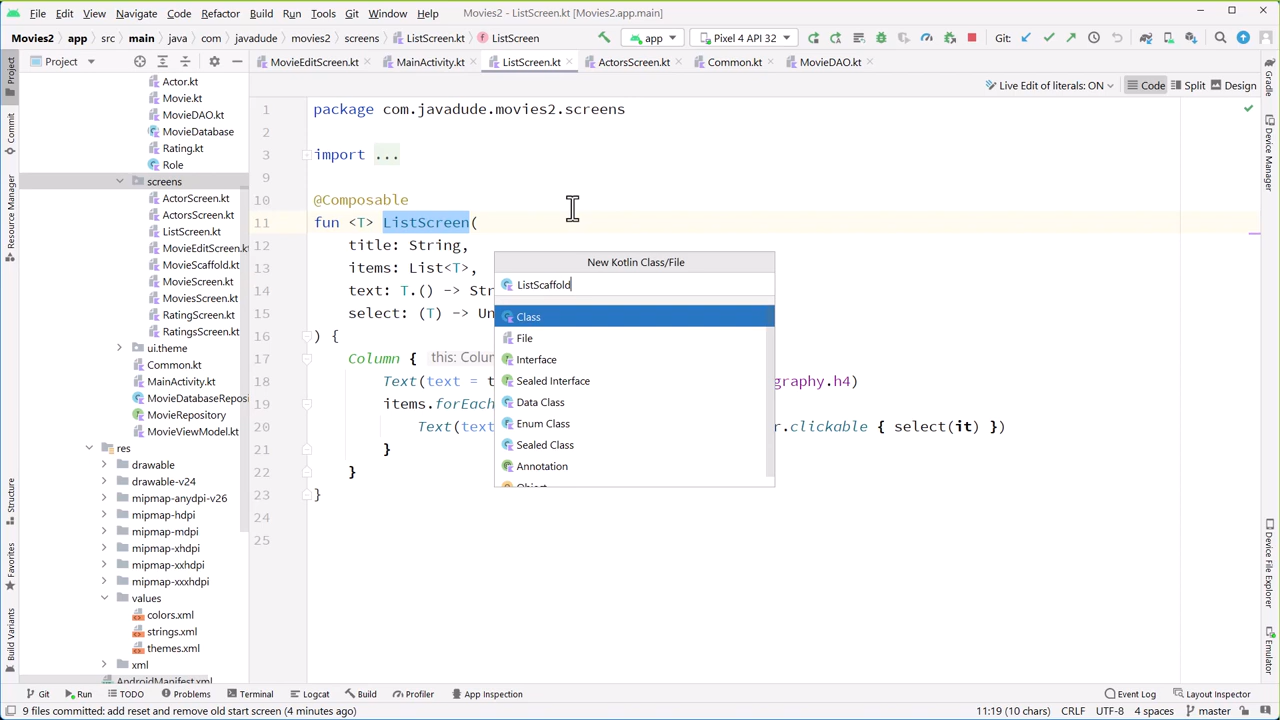 File Edit View Navigate Code Refactor Build Run Tools Git Window Help Movies2 - ListScreen.kt [Movies2.app.main]
Movies2 app src main java com javadude movies2 screens ListScreen.kt ListScreen app Pixel 4 API 32 Git:
Project MovieEditScreen.kt MainActivity.kt ListScreen.kt ActorsScreen.kt Common.kt MovieDAO.kt
Live Edit of literals: ON Code Split Design
Project
Commit
Resource Manager
Structure
Favorites
Build Variants
Actor.kt
Movie.kt
MovieDAO.kt
MovieDatabase
Rating.kt
Role
screens
ActorScreen.kt
ActorsScreen.kt
ListScreen.kt
MovieEditScreen.kt
MovieScaffold.kt
MovieScreen.kt
MoviesScreen.kt
RatingScreen.kt
RatingsScreen.kt
ui.theme
Common.kt
MainActivity.kt
MovieDatabaseReposi
MovieRepository
MovieViewModel.kt
res
drawable
drawable-v24
mipmap-anydpi-v26
mipmap-hdpi
mipmap-mdpi
mipmap-xhdpi
mipmap-xxhdpi
mipmap-xxxhdpi
values
colors.xml
strings.xml
themes.xml
xml
AndroidManifest.xml
1 package com.javadude.movies2.screens
2
3 import ...
9
10 @Composable
11 fun <T> ListScreen(
12 title: String,
13 items: List<T>,
14 text: T.() -> Str
15 select: (T) -> Un
16 ) {
17 Column { this: Colum
18 Text(text = t graphy.h4)
19 items.forEach
20 Text(text r.clickable { select(it) })
21 }
22 }
23 }
24
25
New Kotlin Class/File
ListScaffold
Class
File
Interface
Sealed Interface
Data Class
Enum Class
Sealed Class
Annotation
Object
Gradle
Device Manager
Device File Explorer
Emulator
Git Run TODO Problems Terminal Logcat Build Profiler App Inspection Event Log Layout Inspector
9 files committed: add reset and remove old start screen (4 minutes ago) 11:19 (10 chars) CRLF UTF-8 4 spaces master